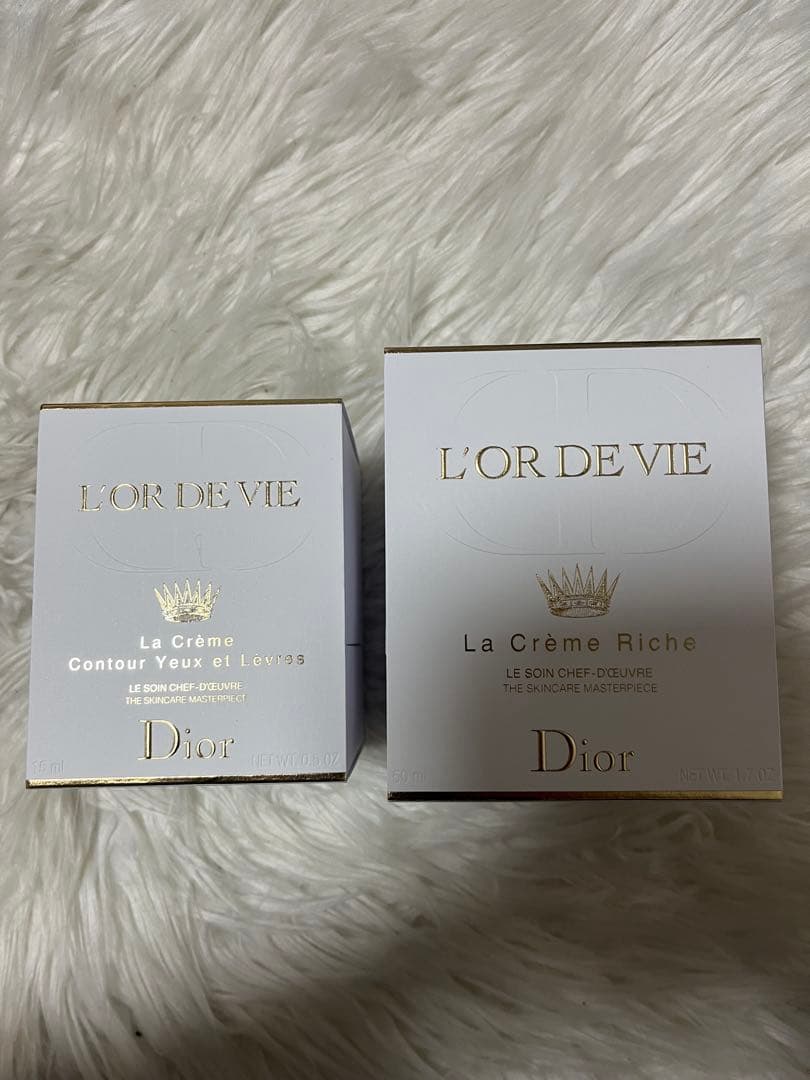 L'OR DE VIE
La Crème
Contour Yeux et Lèvres
LE SOIN CHEF-D'ŒUVRE
THE SKINCARE MASTERPIECE
Dior
15 ml
NET WT. 0.5 OZ
L'OR DE VIE
La Crème Riche
LE SOIN CHEF-D'ŒUVRE
THE SKINCARE MASTERPIECE
Dior
50 ml
NET WT. 1.7 OZ